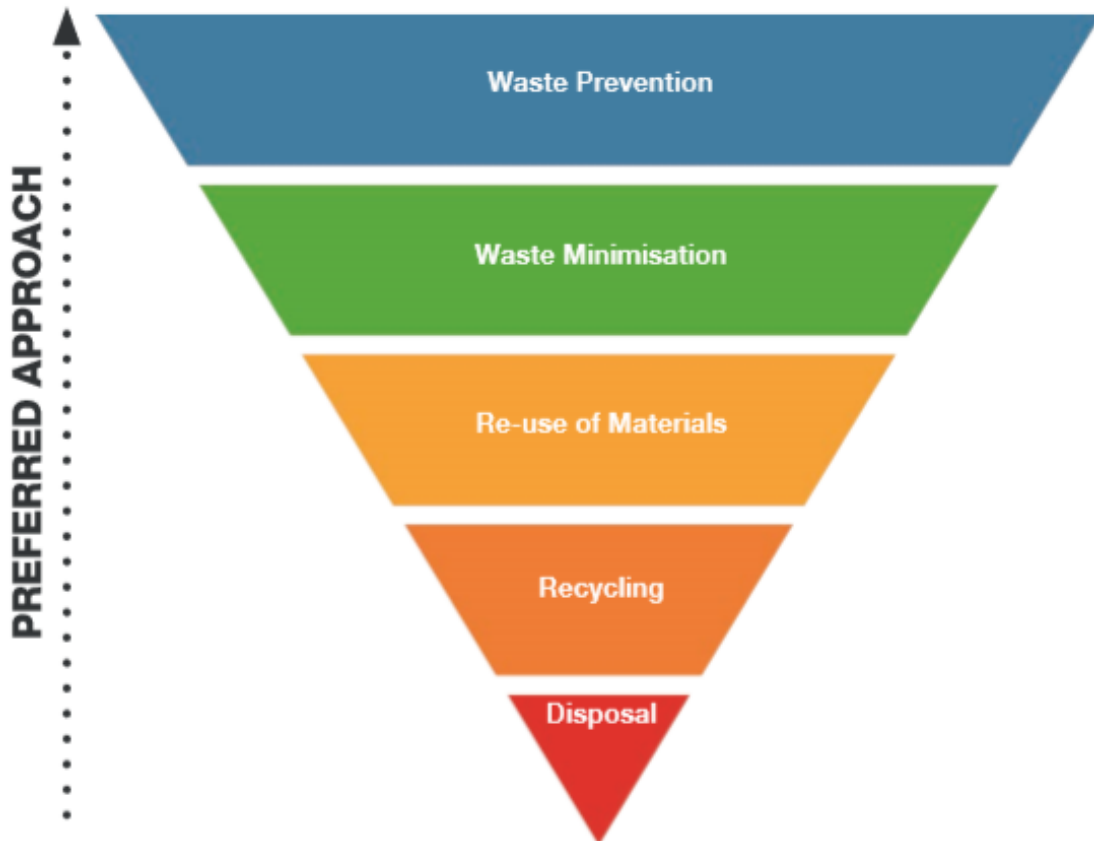 PREFERRED APPROACH
Waste Prevention
Waste Minimisation
Re-use of Materials
Recycling
Disposal